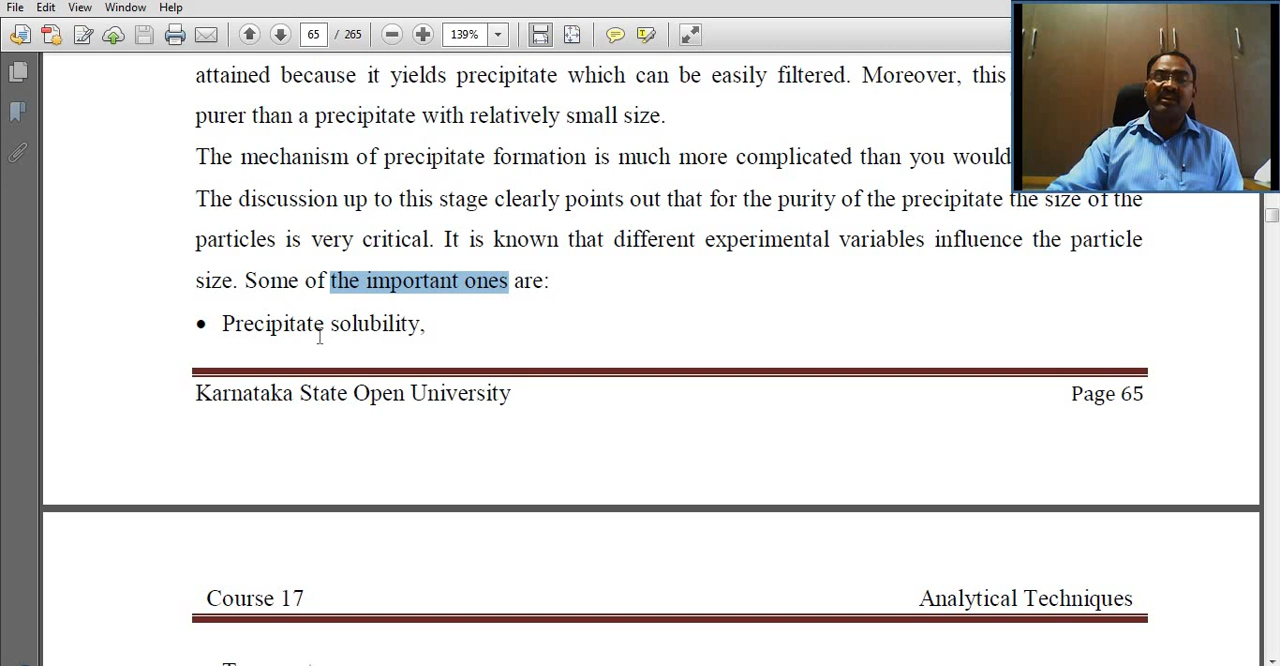 File Edit View Window Help
65 / 265 139%
attained because it yields precipitate which can be easily filtered. Moreover, this
purer than a precipitate with relatively small size.
The mechanism of precipitate formation is much more complicated than you would
The discussion up to this stage clearly points out that for the purity of the precipitate the size of the
particles is very critical. It is known that different experimental variables influence the particle
size. Some of the important ones are:
• Precipitate solubility,
Karnataka State Open University Page 65
Course 17 Analytical Techniques